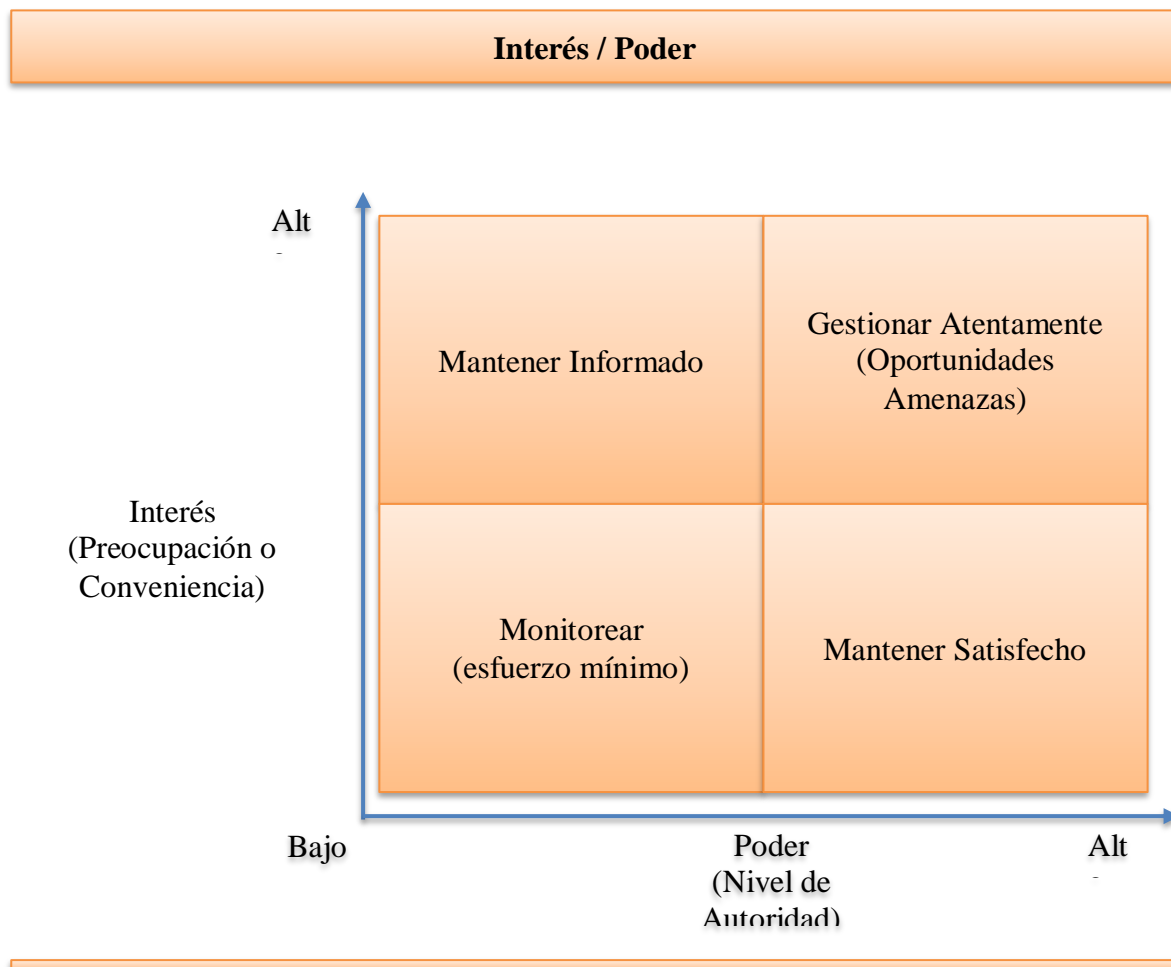 Interés / Poder
Alt
Mantener Informado
Gestionar Atentamente
(Oportunidades
Amenazas)
Interés
(Preocupación o
Conveniencia)
Monitorear
(esfuerzo mínimo)
Mantener Satisfecho
Bajo
Poder
(Nivel de
Autoridad)
Alt